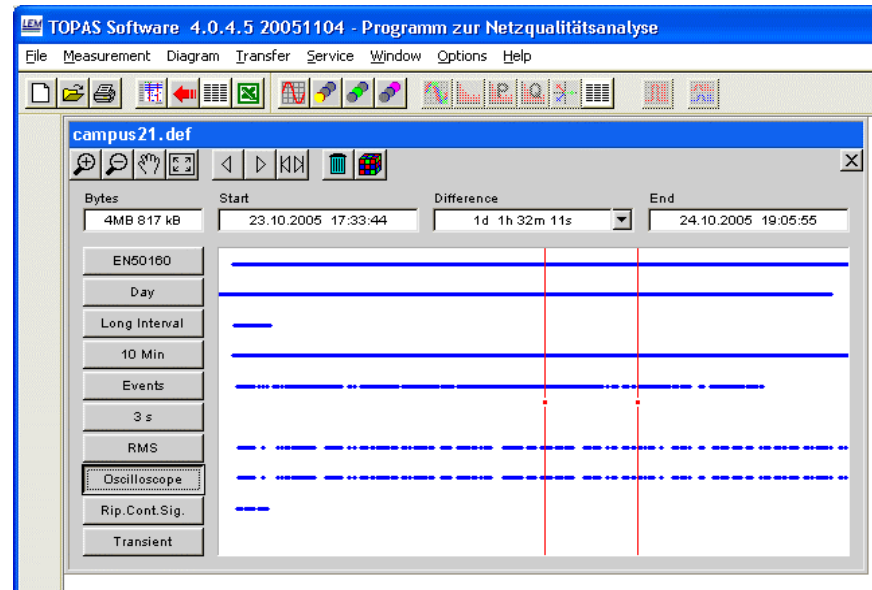 LEM TOPAS Software 4.0.4.5 20051104 - Programm zur Netzqualitätsanalyse
File Measurement Diagram Transfer Service Window Options Help
P Q
campus21.def
Bytes Start Difference End
4MB 817 kB 23.10.2005 17:33:44 1d 1h 32m 11s 24.10.2005 19:05:55
EN50160
Day
Long Interval
10 Min
Events
3 s
RMS
Oscilloscope
Rip.Cont.Sig.
Transient